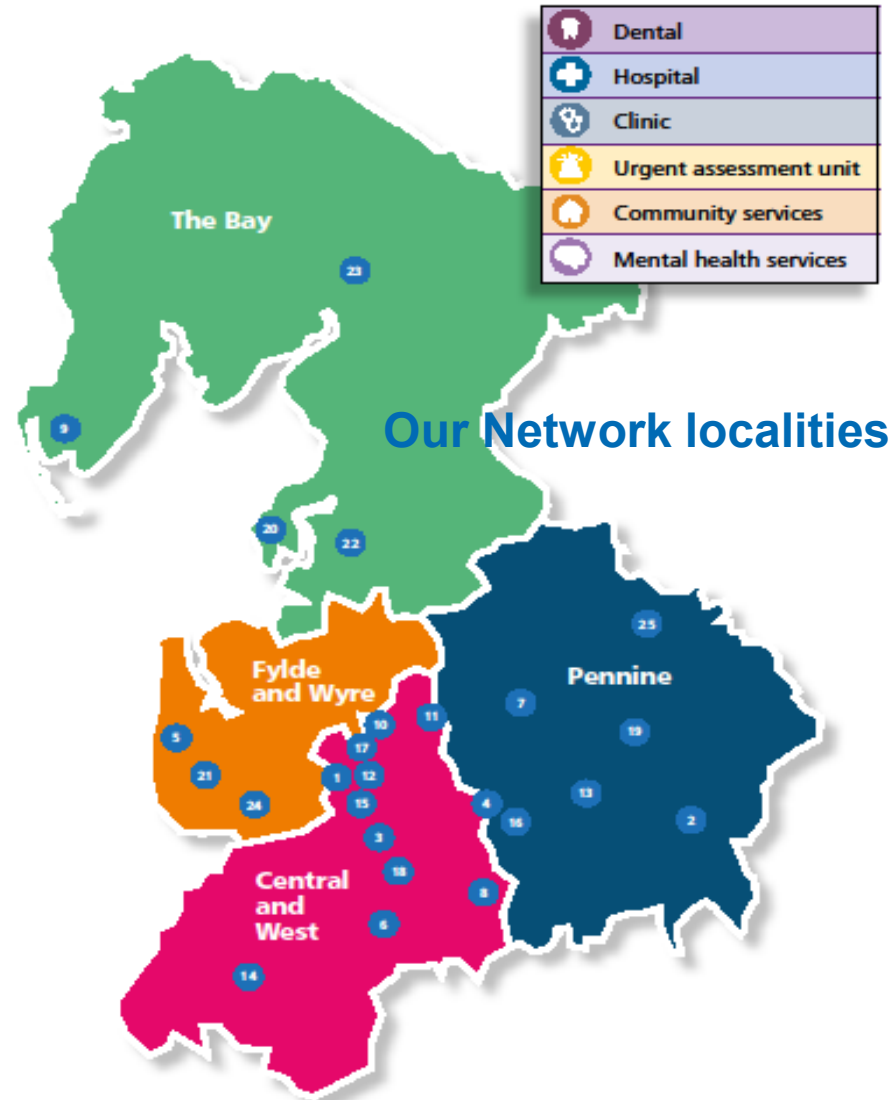 Dental
Hospital
Clinic
Urgent assessment unit
Community services
Mental health services
The Bay
23
Our Network localities
9
20
22
25
Fylde
and Wyre
Pennine
7
11
10
5
17
19
21
1
12
13
24
15
4
16
2
3
18
Central
and
West
8
6
14